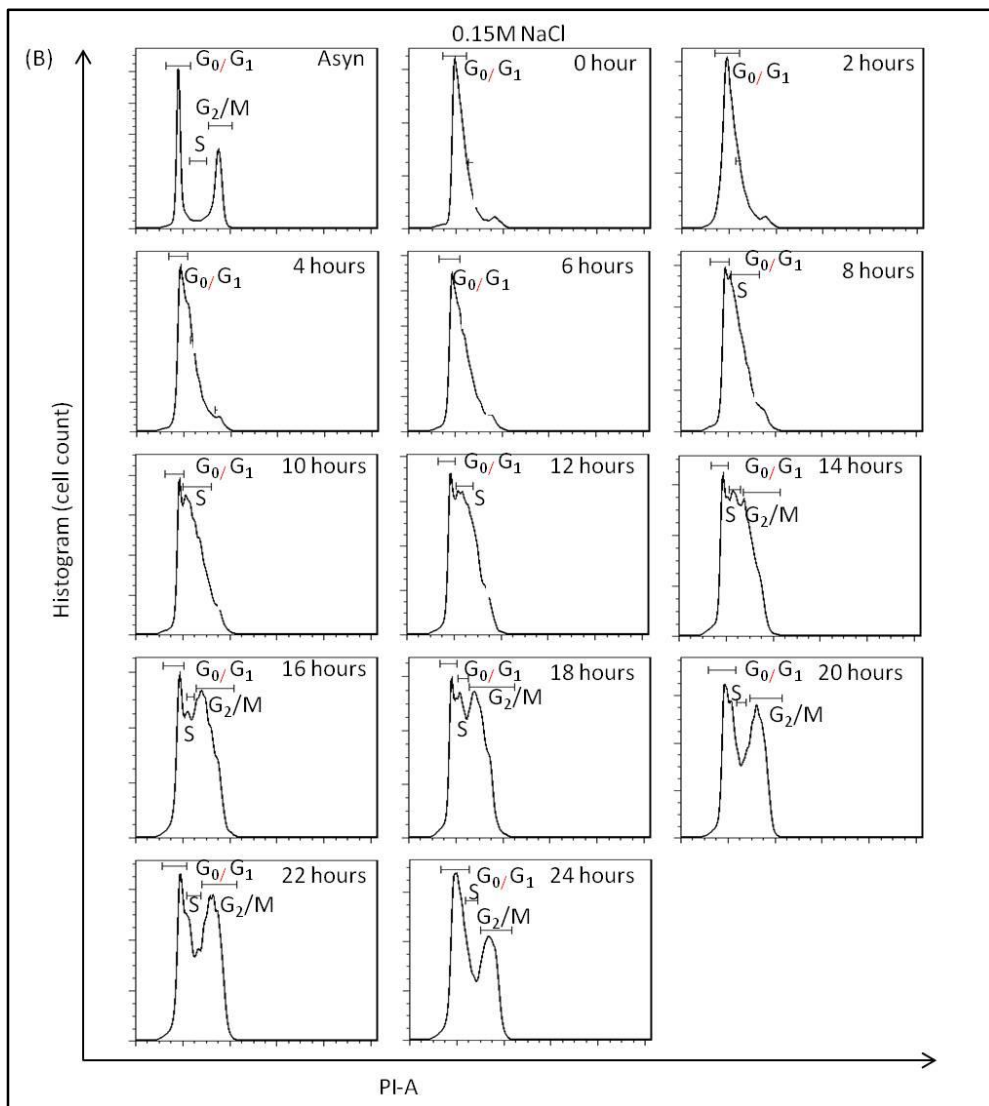 0.15M NaCl
(B)
G₀/G₁ Asyn
G₂/M
S
0 hour
G₀/G₁
2 hours
G₀/G₁
4 hours
G₀/G₁
6 hours
G₀/G₁
G₀/G₁
8 hours
S
10 hours
G₀/G₁
S
12 hours
G₀/G₁
S
14 hours
G₀/G₁
S G₂/M
16 hours
G₀/G₁
G₂/M
S
18 hours
G₀/G₁
G₂/M
S
20 hours
G₀/G₁
S
G₂/M
22 hours
G₀/G₁
S G₂/M
24 hours
G₀/G₁
S
G₂/M
Histogram (cell count)
PI-A